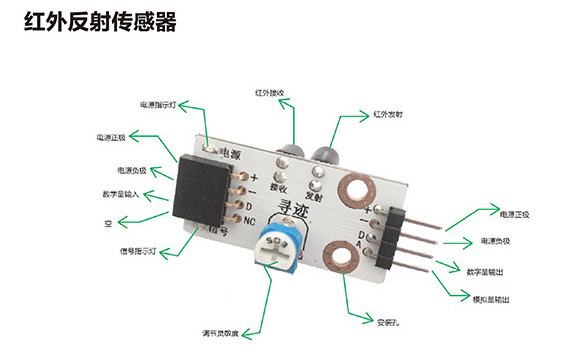 红外反射传感器
红外接收
电源指示灯
红外发射
电源正极
电源
电源负极
接收
发射
数字量输入
寻迹
空
信号
信号指示灯
+
-
D
NC
+
-
D
A
电源正极
电源负极
数字量输出
模拟量输出
调节灵敏度
安装孔